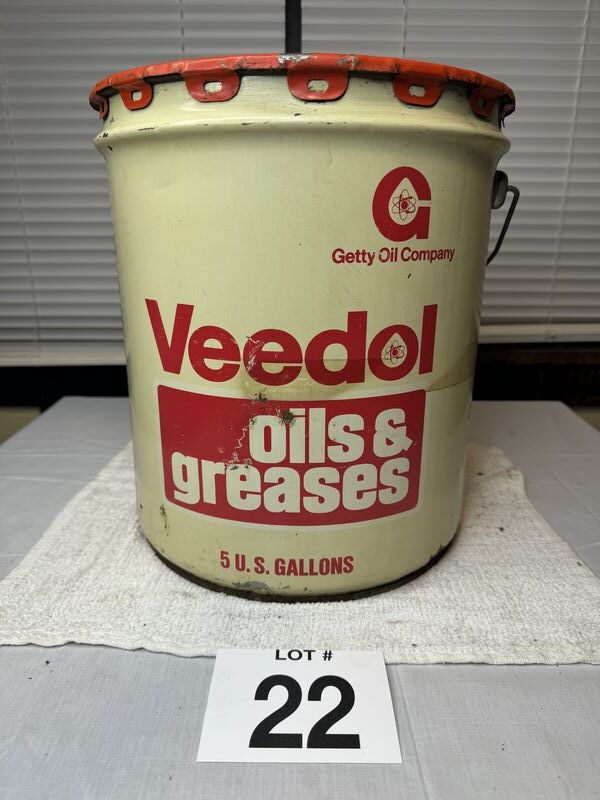 G
Getty Oil Company
Veedol
oils &
greases
5 U.S. GALLONS
LOT #
22